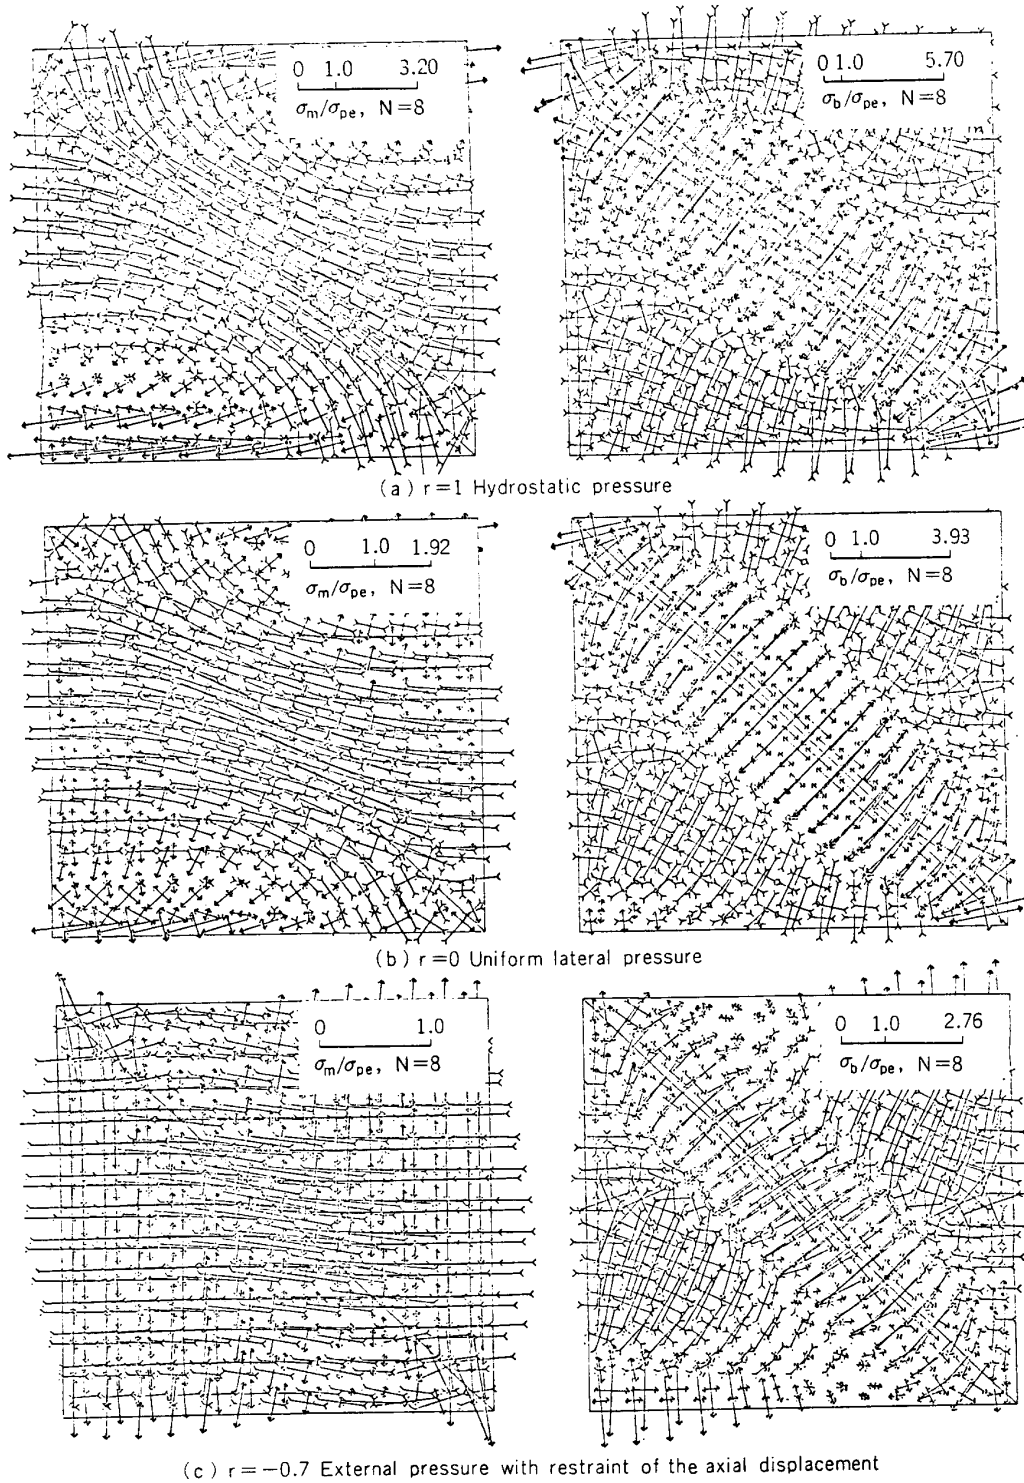 0 1.0 3.20
σm/σpe, N=8
0 1.0 5.70
σb/σpe, N=8
(a) r=1 Hydrostatic pressure
0 1.0 1.92
σm/σpe, N=8
0 1.0 3.93
σb/σpe, N=8
(b) r=0 Uniform lateral pressure
0 1.0
σm/σpe, N=8
0 1.0 2.76
σb/σpe, N=8
(c) r=−0.7 External pressure with restraint of the axial displacement